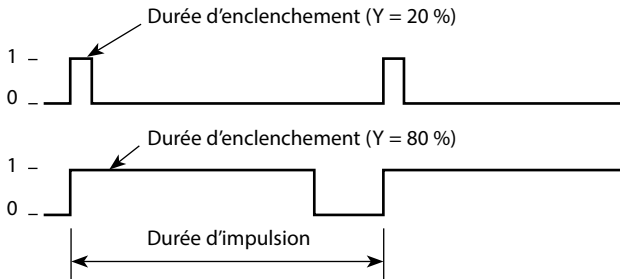 Durée d'enclenchement (Y = 20 %)
1 –
0 –
Durée d'enclenchement (Y = 80 %)
1 –
0 –
Durée d'impulsion